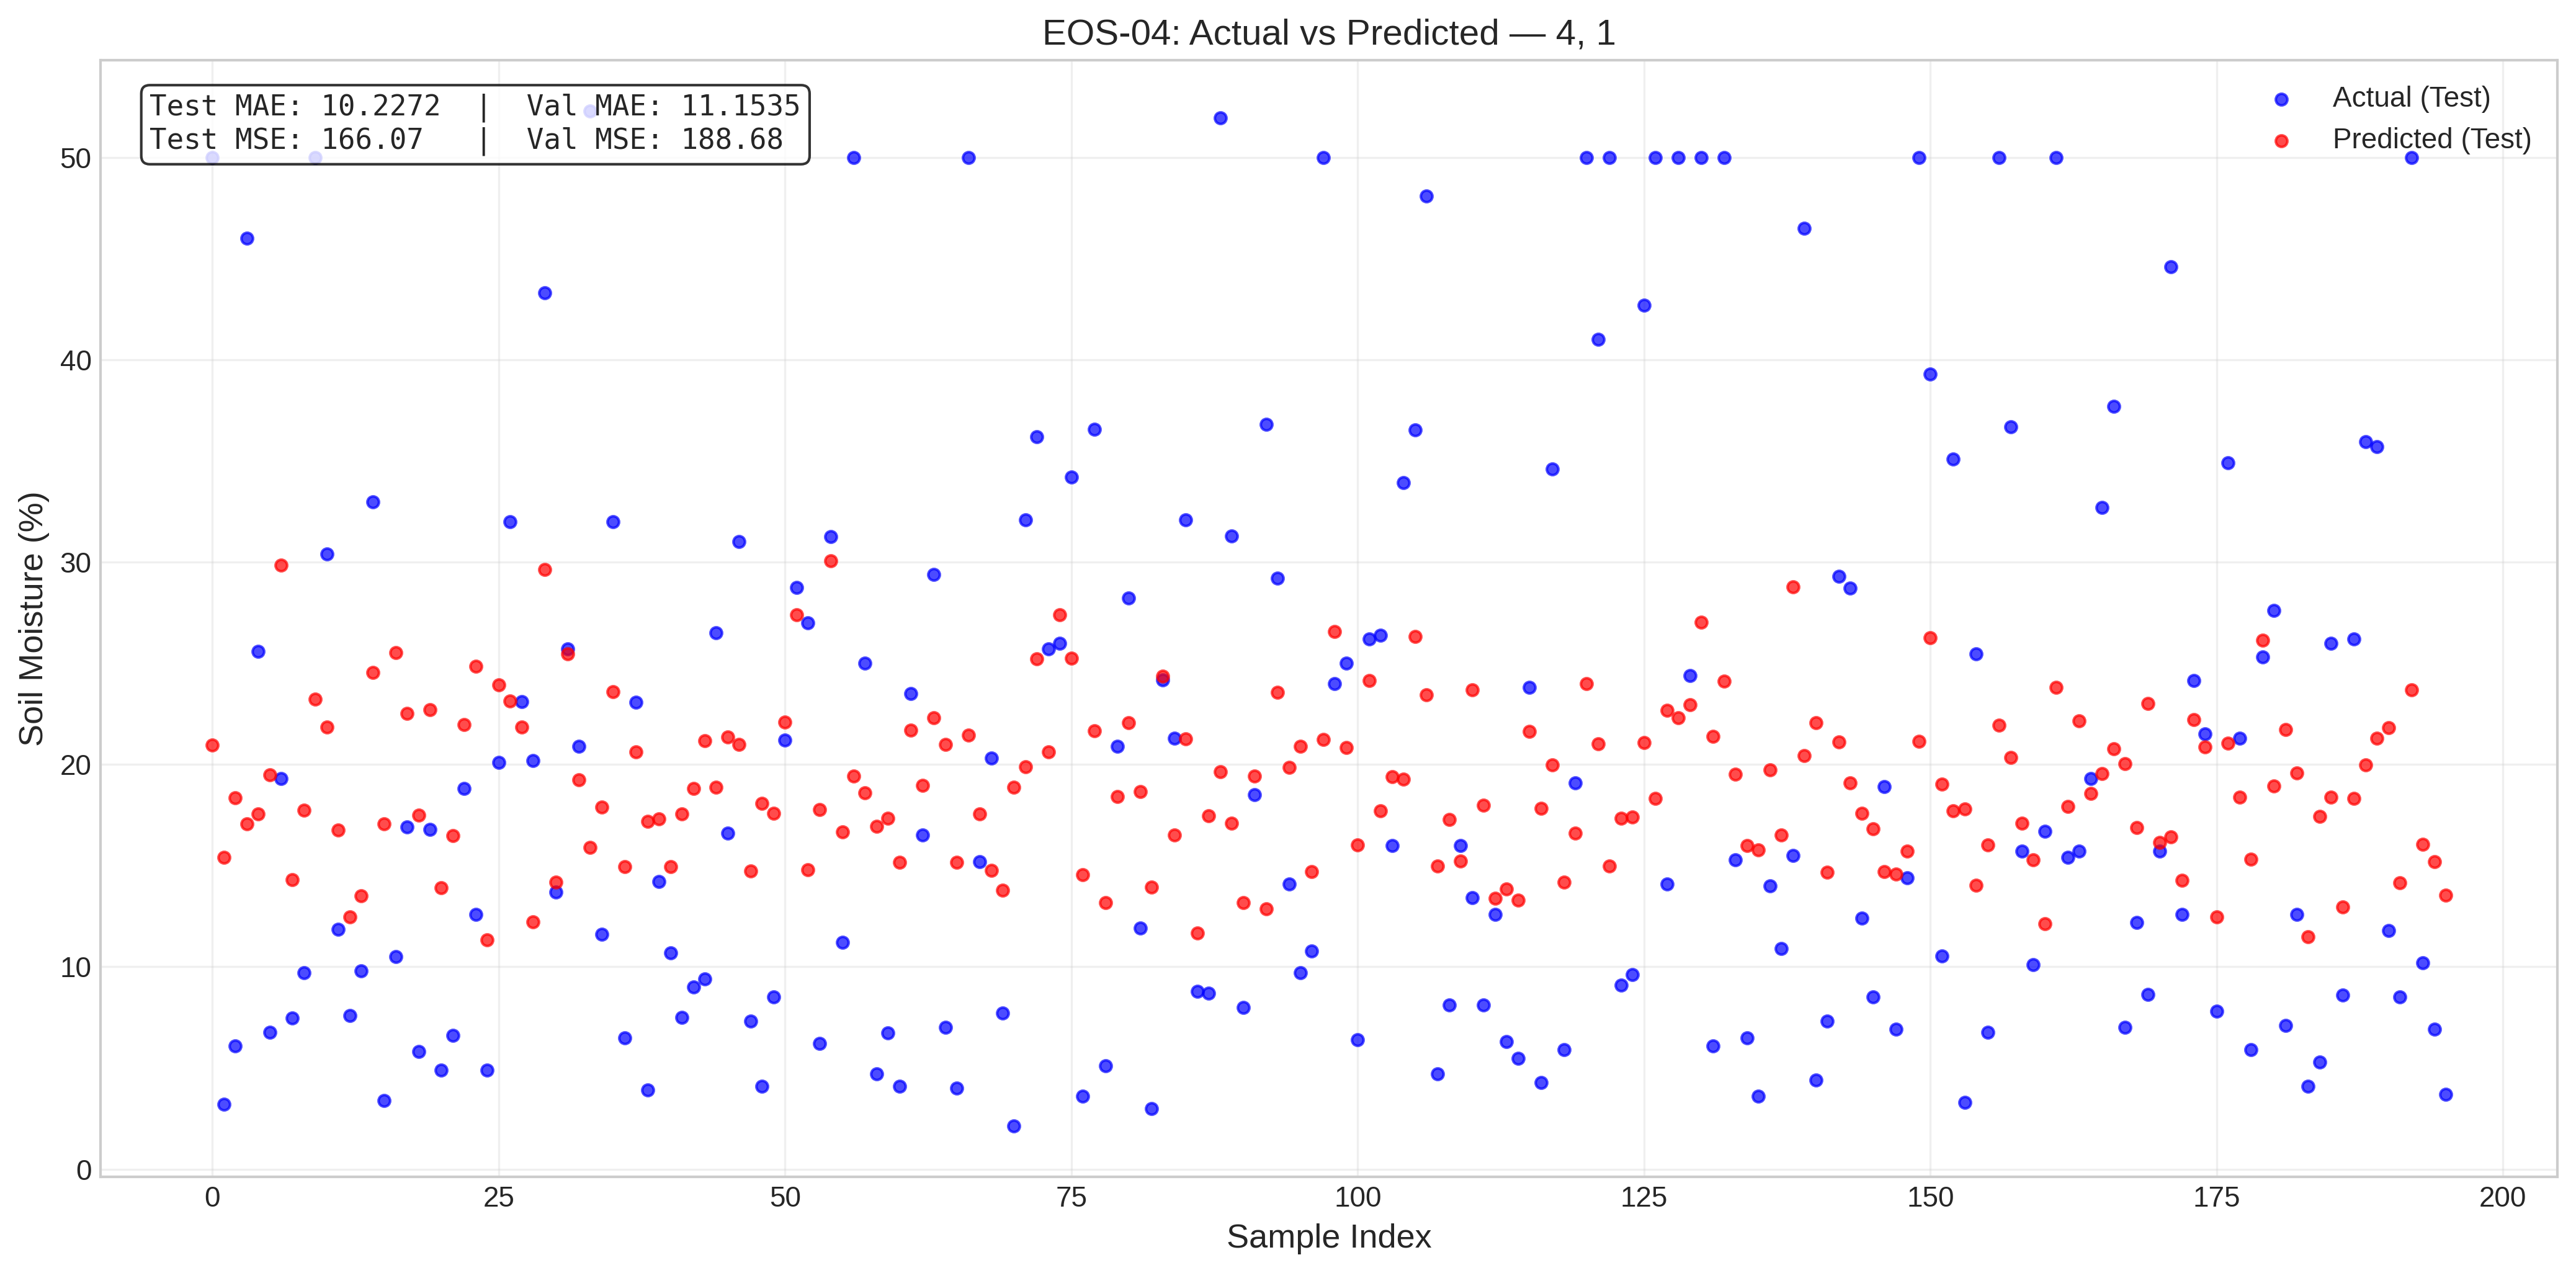 EOS-04: Actual vs Predicted — 4, 1
Test MAE: 10.2272 | Val MAE: 11.1535
Test MSE: 166.07 | Val MSE: 188.68
Actual (Test)
Predicted (Test)
50
40
30
20
10
0
Soil Moisture (%)
0 25 50 75 100 125 150 175 200
Sample Index